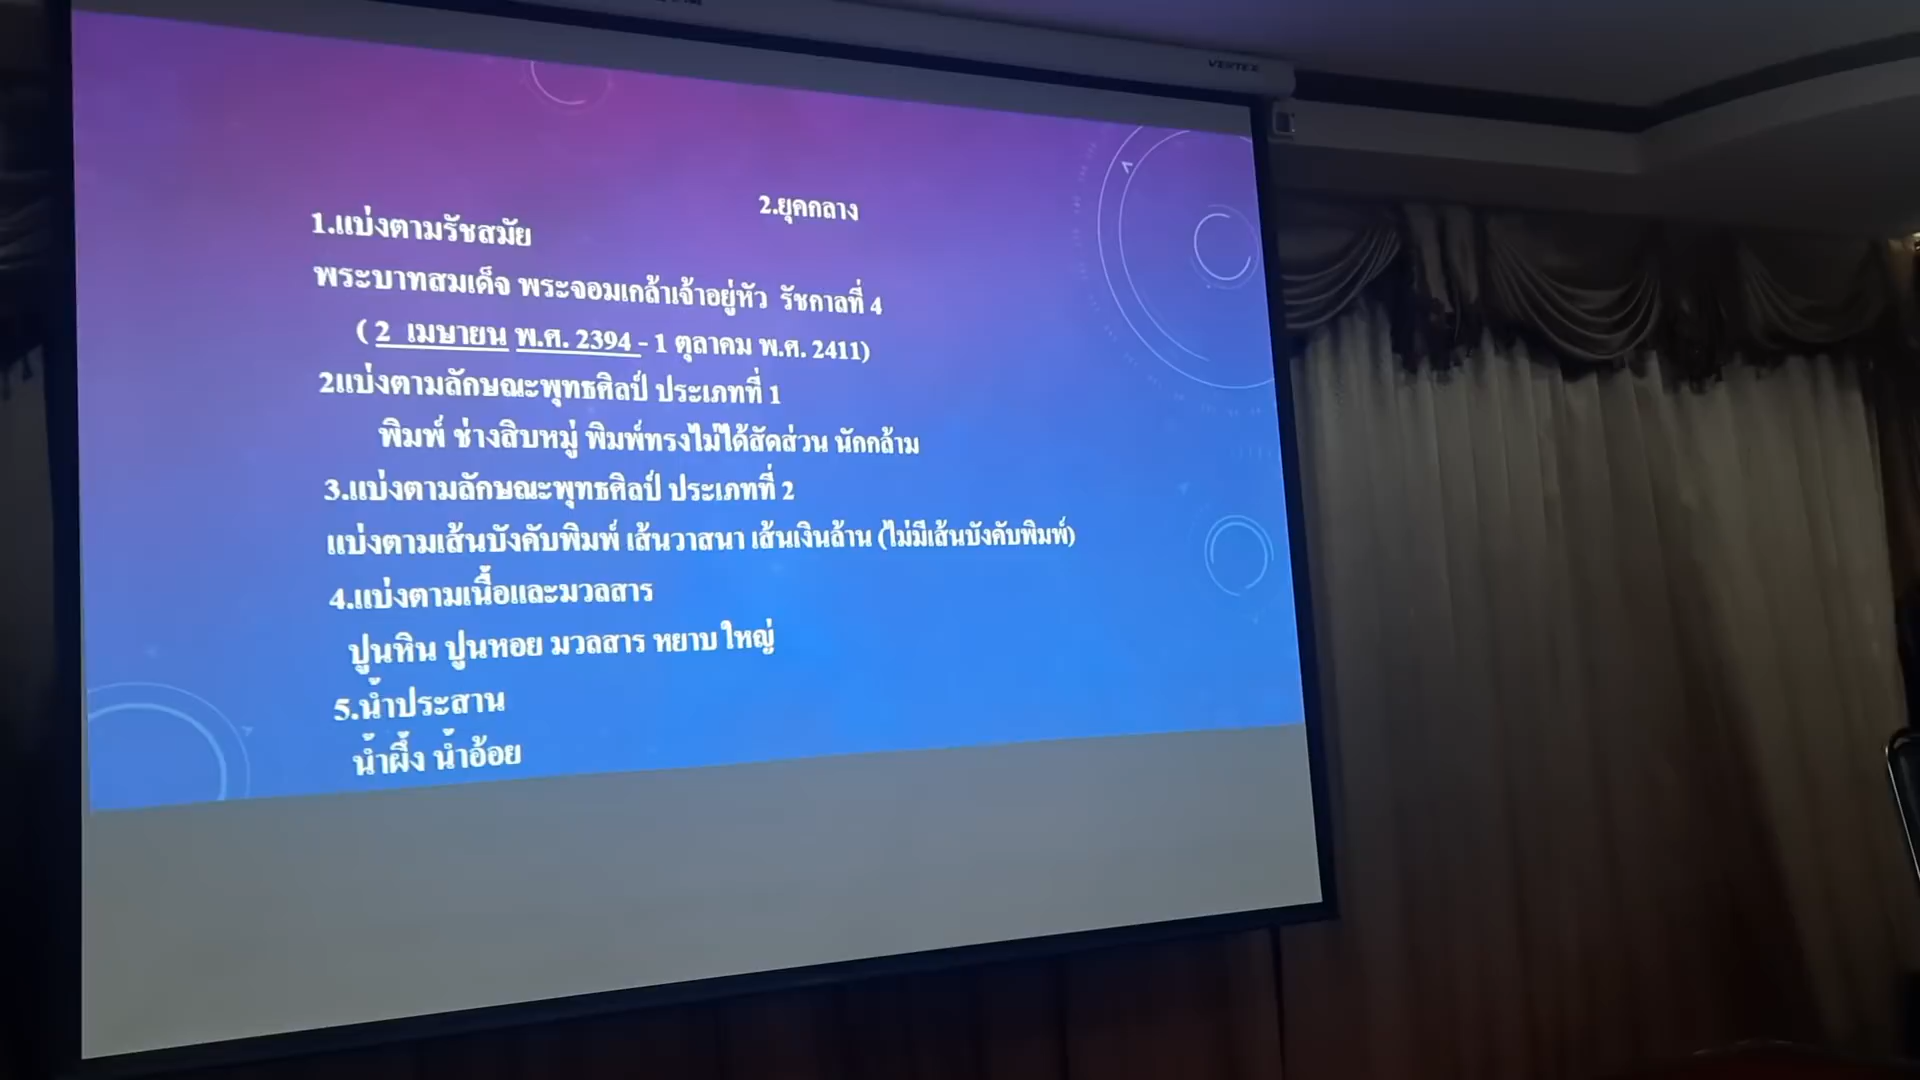 VERTEX
2.ยุคกลาง
1.แบ่งตามรัชสมัย
พระบาทสมเด็จ พระจอมเกล้าเจ้าอยู่หัว รัชกาลที่ 4
( 2 เมษายน พ.ศ. 2394 - 1 ตุลาคม พ.ศ. 2411)
2แบ่งตามลักษณะพุทธศิลป์ ประเภทที่ 1
พิมพ์ ช่างสิบหมู่ พิมพ์ทรงไม่ได้สัดส่วน นักกล้าม
3.แบ่งตามลักษณะพุทธศิลป์ ประเภทที่ 2
แบ่งตามเส้นบังคับพิมพ์ เส้นวาสนา เส้นเงินล้าน (ไม่มีเส้นบังคับพิมพ์)
4.แบ่งตามเนื้อและมวลสาร
ปูนหิน ปูนหอย มวลสาร หยาบ ใหญ่
5.น้ำประสาน
น้ำผึ้ง น้ำอ้อย